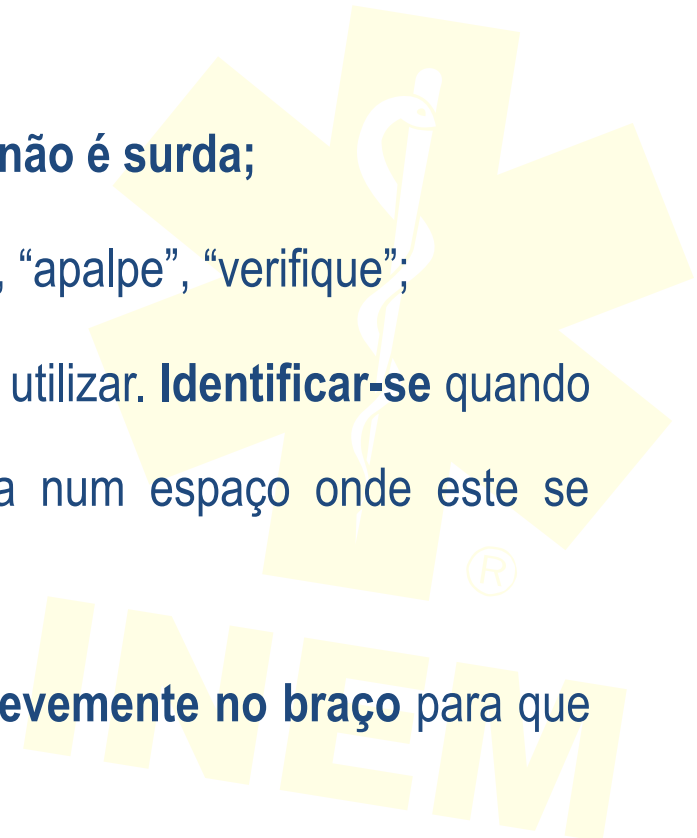 não é surda;
, “apalpe”, “verifique”;
utilizar. Identificar-se quando
a num espaço onde este se
®
evemente no braço para que
INEM